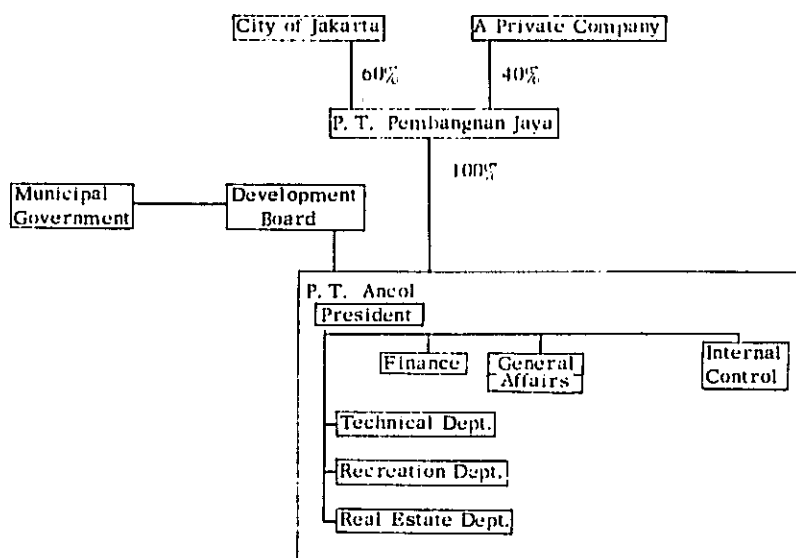 City of Jakarta
A Private Company
60%
40%
P. T. Pembangnan Jaya
100%
Municipal
Government
Development
Board
P. T. Ancol
President
Finance
General
Affairs
Internal
Control
Technical Dept.
Recreation Dept.
Real Estate Dept.